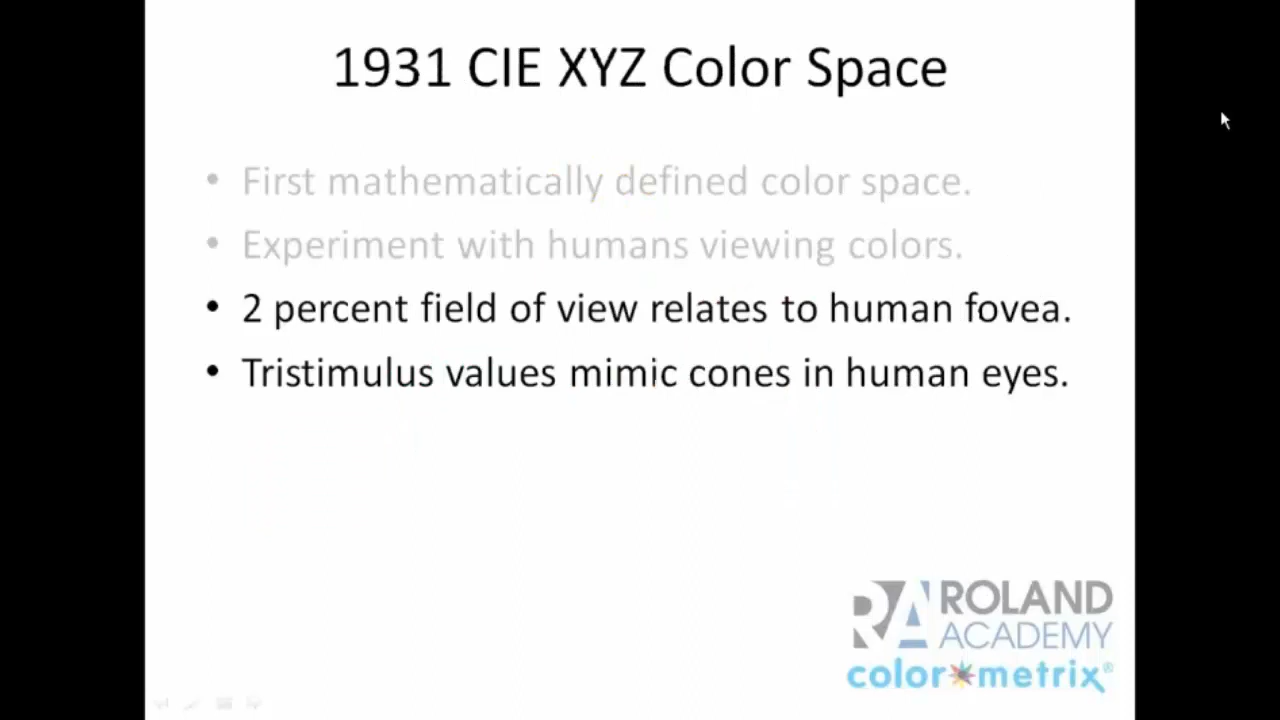 1931 CIE XYZ Color Space
• First mathematically defined color space.
• Experiment with humans viewing colors.
• 2 percent field of view relates to human fovea.
• Tristimulus values mimic cones in human eyes.
RA ROLAND
ACADEMY
color metrix®